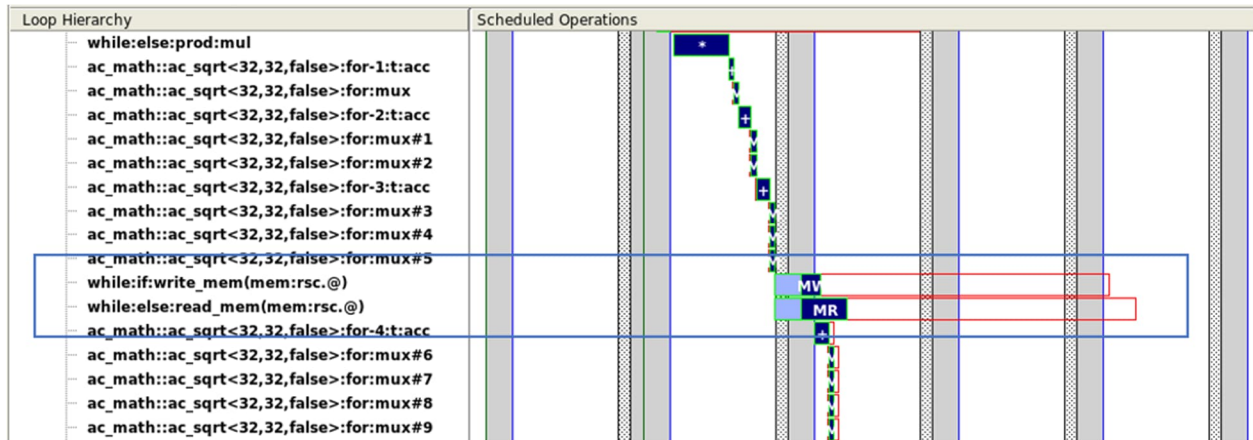 Loop Hierarchy Scheduled Operations
while:else:prod:mul *
ac_math::ac_sqrt<32,32,false>:for-1:t:acc
ac_math::ac_sqrt<32,32,false>:for:mux
ac_math::ac_sqrt<32,32,false>:for-2:t:acc +
ac_math::ac_sqrt<32,32,false>:for:mux#1
ac_math::ac_sqrt<32,32,false>:for:mux#2
ac_math::ac_sqrt<32,32,false>:for-3:t:acc +
ac_math::ac_sqrt<32,32,false>:for:mux#3
ac_math::ac_sqrt<32,32,false>:for:mux#4
ac_math::ac_sqrt<32,32,false>:for:mux#5
while:if:write_mem(mem:rsc.@) MW
while:else:read_mem(mem:rsc.@) MR
ac_math::ac_sqrt<32,32,false>:for-4:t:acc +
ac_math::ac_sqrt<32,32,false>:for:mux#6
ac_math::ac_sqrt<32,32,false>:for:mux#7
ac_math::ac_sqrt<32,32,false>:for:mux#8
ac_math::ac_sqrt<32,32,false>:for:mux#9